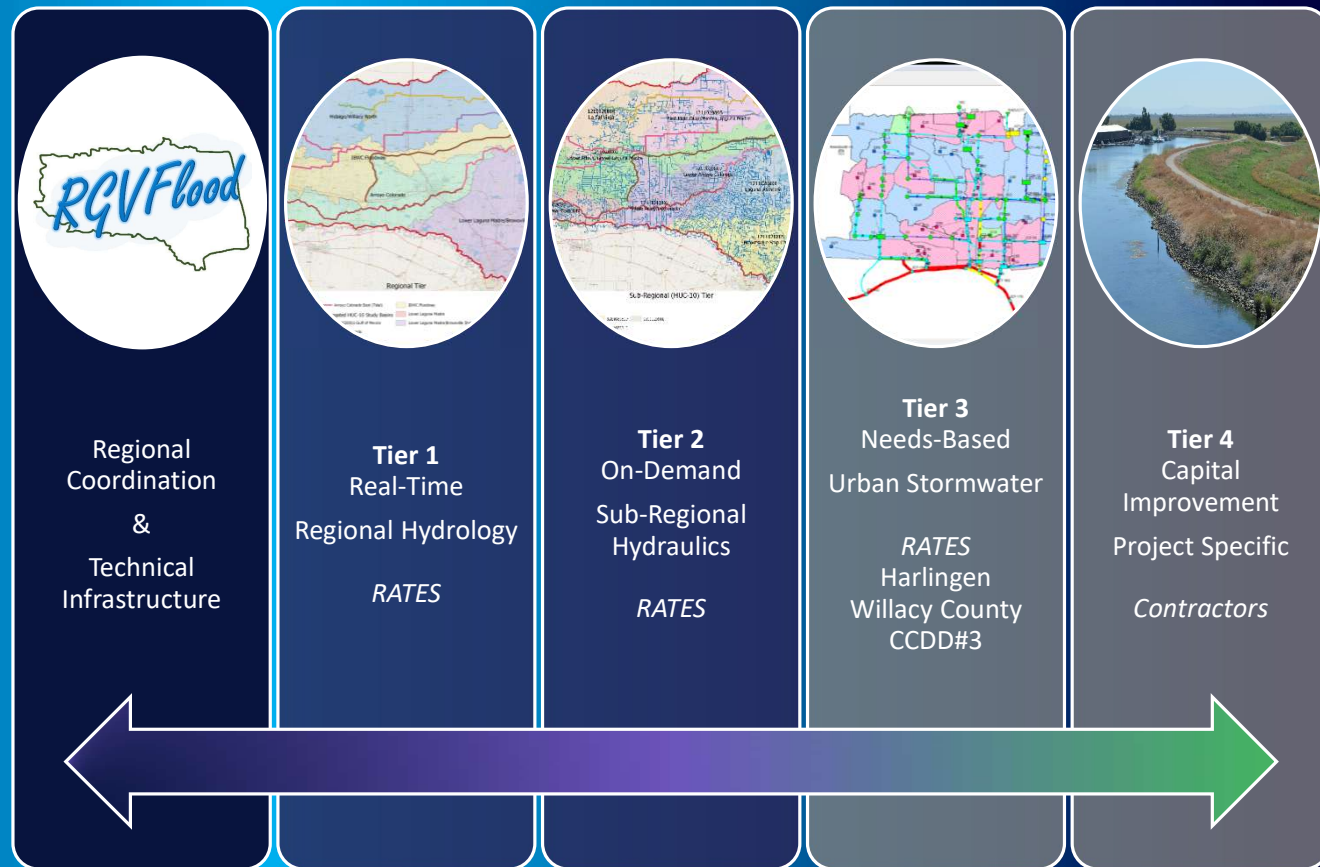 RGVFlood
Regional
Coordination
&
Technical
Infrastructure
Regional Tier
Tier 1
Real-Time
Regional Hydrology
RATES
Sub-Regional (HUC-10) Tier
Tier 2
On-Demand
Sub-Regional
Hydraulics
RATES
Tier 3
Needs-Based
Urban Stormwater
RATES
Harlingen
Willacy County
CCDD#3
Tier 4
Capital
Improvement
Project Specific
Contractors